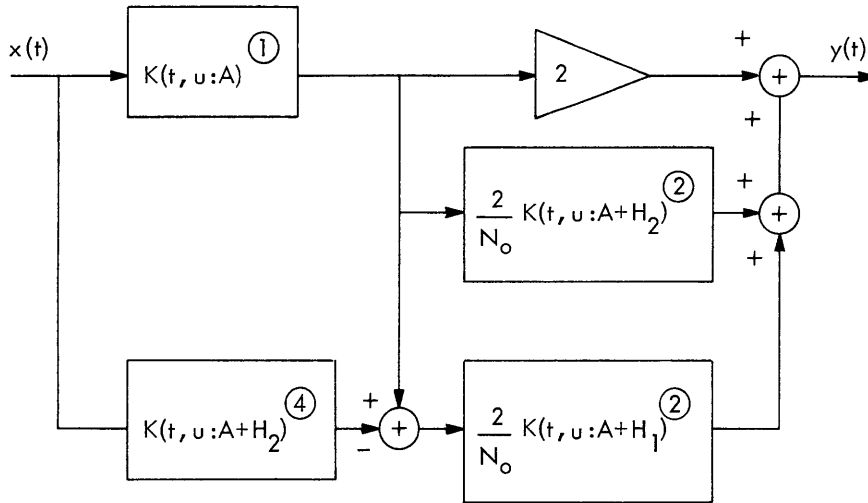 x(t)
K(t, u:A) ①
2
+
+
y(t)
+
2/N₀ K(t, u:A+H₂) ②
+
+
+
K(t, u:A+H₂) ④
+
+
−
2/N₀ K(t, u:A+H₁) ②